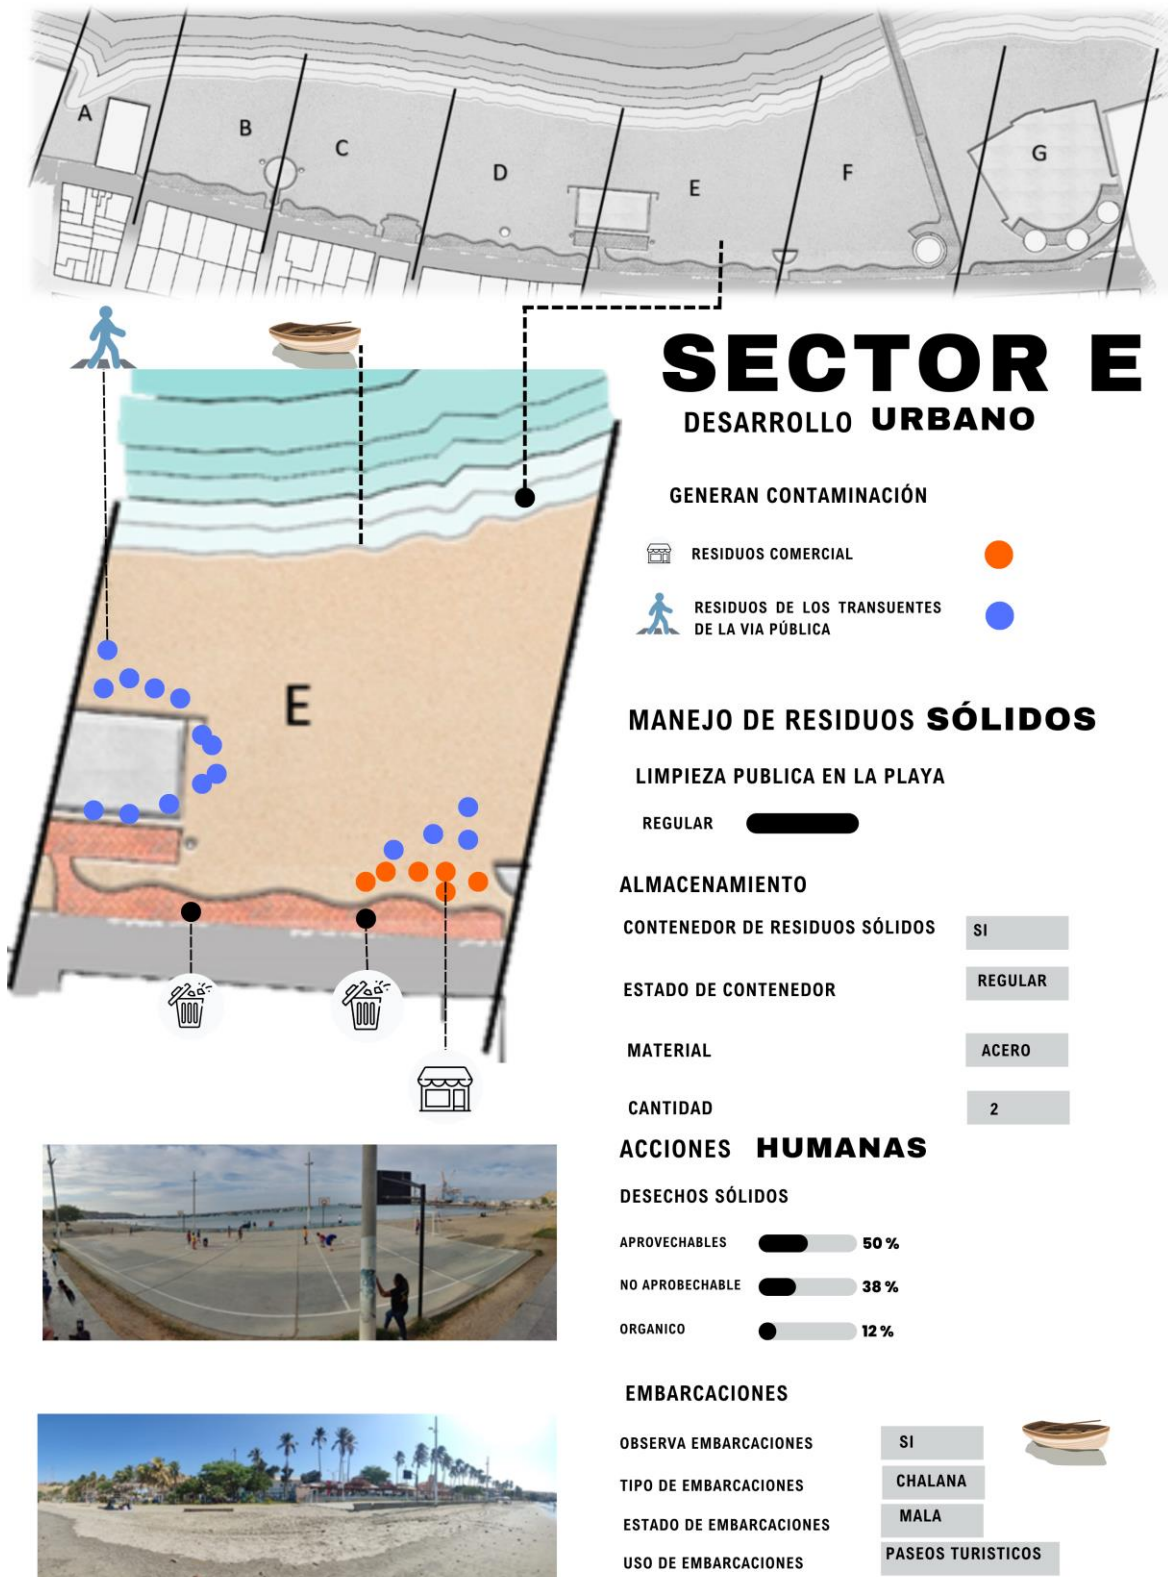 A
B
C
D
E
F
G
SECTOR E
DESARROLLO URBANO
GENERAN CONTAMINACIÓN
RESIDUOS COMERCIAL
RESIDUOS DE LOS TRANSUENTES
DE LA VIA PÚBLICA
E
MANEJO DE RESIDUOS SÓLIDOS
LIMPIEZA PUBLICA EN LA PLAYA
REGULAR
ALMACENAMIENTO
CONTENEDOR DE RESIDUOS SÓLIDOS SI
ESTADO DE CONTENEDOR REGULAR
MATERIAL ACERO
CANTIDAD 2
ACCIONES HUMANAS
DESECHOS SÓLIDOS
APROVECHABLES 50 %
NO APROBECHABLE 38 %
ORGANICO 12 %
EMBARCACIONES
OBSERVA EMBARCACIONES SI
TIPO DE EMBARCACIONES CHALANA
ESTADO DE EMBARCACIONES MALA
USO DE EMBARCACIONES PASEOS TURISTICOS